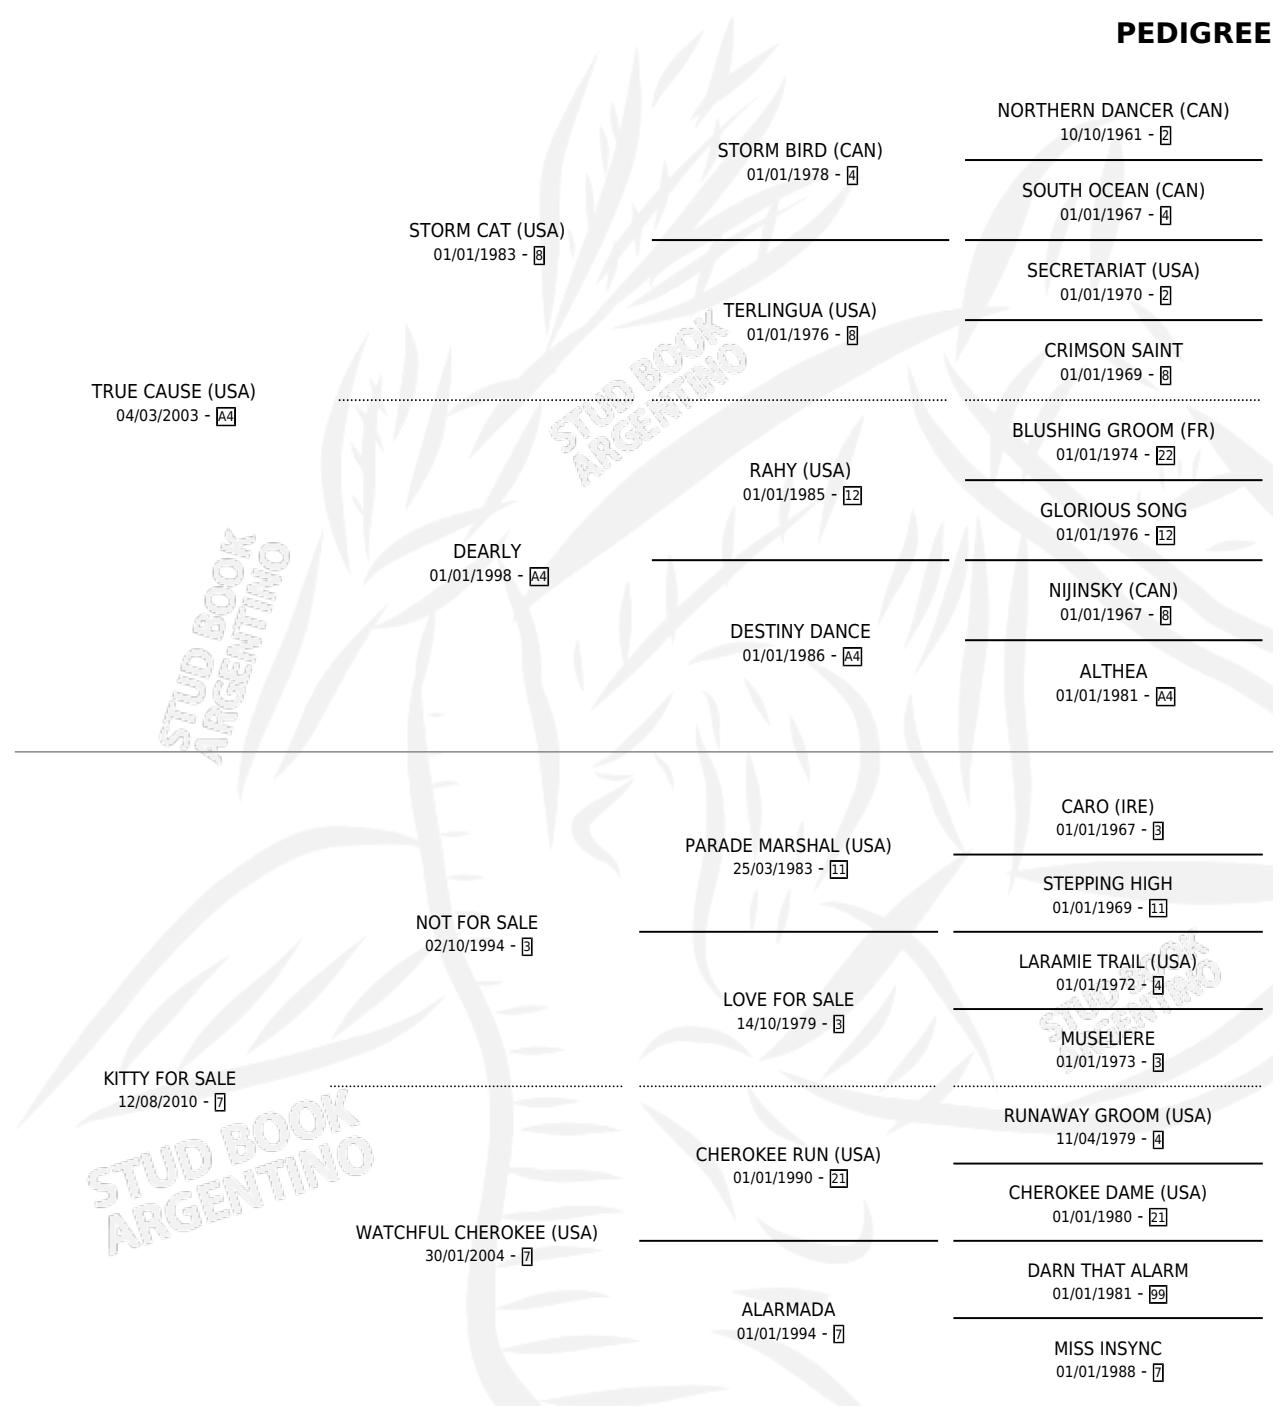 PEDIGREE
NORTHERN DANCER (CAN)
10/10/1961 - 2
STORM BIRD (CAN)
01/01/1978 - 4
SOUTH OCEAN (CAN)
01/01/1967 - 4
STORM CAT (USA)
01/01/1983 - 8
SECRETARIAT (USA)
01/01/1970 - 2
TERLINGUA (USA)
01/01/1976 - 8
CRIMSON SAINT
01/01/1969 - 8
TRUE CAUSE (USA)
04/03/2003 - A4
BLUSHING GROOM (FR)
01/01/1974 - 22
RAHY (USA)
01/01/1985 - 12
GLORIOUS SONG
01/01/1976 - 12
DEARLY
01/01/1998 - A4
NIJINSKY (CAN)
01/01/1967 - 8
DESTINY DANCE
01/01/1986 - A4
ALTHEA
01/01/1981 - A4
CARO (IRE)
01/01/1967 - 3
PARADE MARSHAL (USA)
25/03/1983 - 11
STEPPING HIGH
01/01/1969 - 11
NOT FOR SALE
02/10/1994 - 3
LARAMIE TRAIL (USA)
01/01/1972 - 4
LOVE FOR SALE
14/10/1979 - 3
MUSELIERE
01/01/1973 - 3
KITTY FOR SALE
12/08/2010 - 7
RUNAWAY GROOM (USA)
11/04/1979 - 4
CHEROKEE RUN (USA)
01/01/1990 - 21
CHEROKEE DAME (USA)
01/01/1980 - 21
WATCHFUL CHEROKEE (USA)
30/01/2004 - 7
DARN THAT ALARM
01/01/1981 - 99
ALARMADA
01/01/1994 - 7
MISS INSYNC
01/01/1988 - 7
STUD BOOK
ARGENTINO
STUD BOOK
ARGENTINO
STUD BOOK
ARGENTINO
STUD BOOK
ARGENTINO